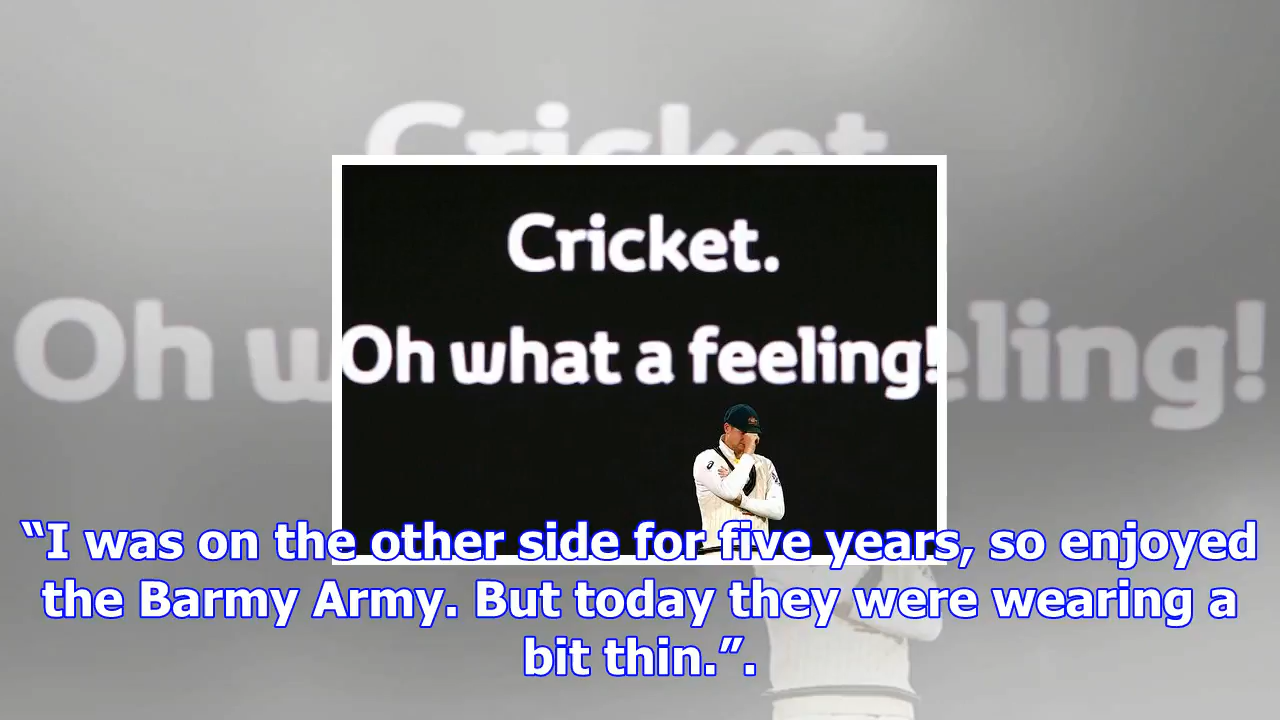 Cricket.
Oh what a feeling!
“I was on the other side for five years, so enjoyed
the Barmy Army. But today they were wearing a
bit thin.”.